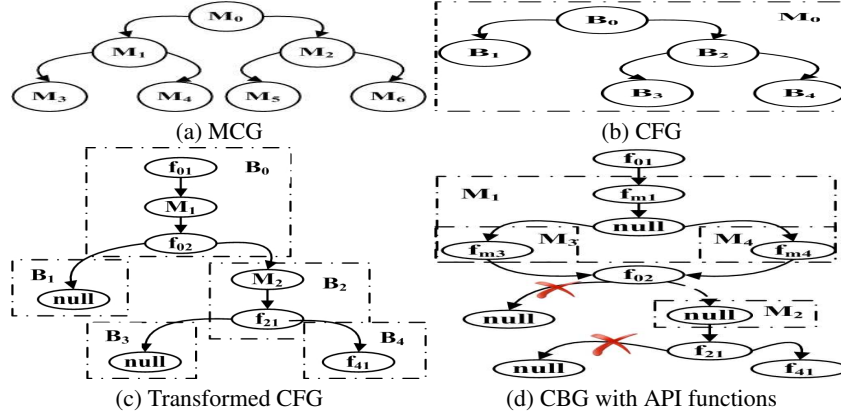 M₀
M₁ M₂
M₃ M₄ M₅ M₆
(a) MCG
B₀ M₀
B₁ B₂
B₃ B₄
(b) CFG
f₀₁ B₀
M₁
f₀₂
B₁ M₂ B₂
null
f₂₁
B₃ B₄
null f₄₁
(c) Transformed CFG
f₀₁
M₁ fₘ₁
null
fₘ₃ M₃ M₄ fₘ₄
f₀₂
null null M₂
f₂₁
null f₄₁
(d) CBG with API functions